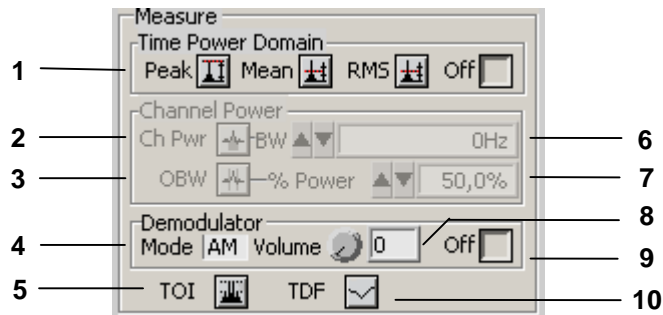 Measure
Time Power Domain
1 Peak Mean RMS Off
Channel Power
2 Ch Pwr BW 0Hz 6
3 OBW % Power 50,0% 7
Demodulator 8
4 Mode AM Volume 0 Off 9
5 TOI TDF 10